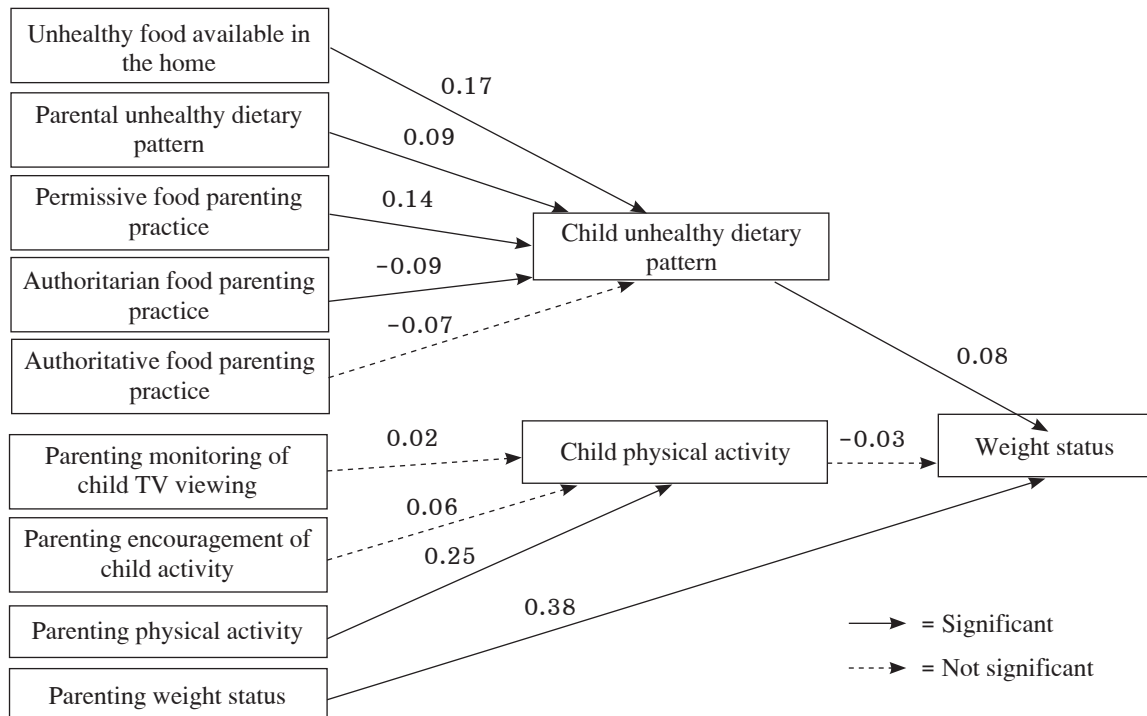 Unhealthy food available in
the home
0.17
Parental unhealthy dietary
pattern
0.09
Permissive food parenting
practice
0.14
Child unhealthy dietary
pattern
Authoritarian food parenting
practice
-0.09
-0.07
Authoritative food parenting
practice
0.08
Parenting monitoring of
child TV viewing
0.02
Child physical activity
-0.03
Weight status
Parenting encouragement of
child activity
0.06
0.25
Parenting physical activity
0.38
Parenting weight status
= Significant
= Not significant